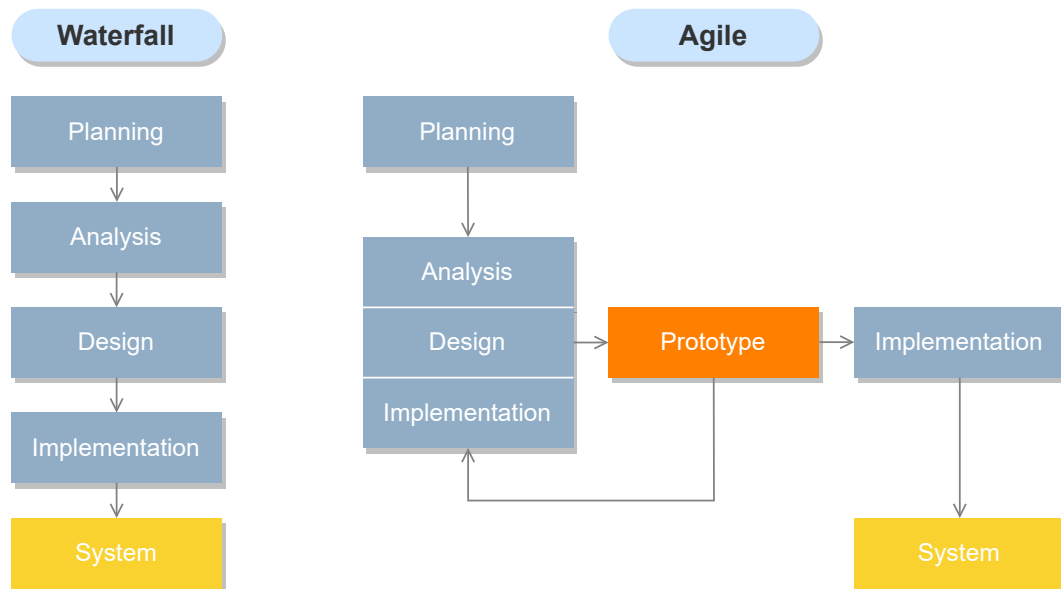 Waterfall
Planning
Analysis
Design
Implementation
System
Agile
Planning
Analysis
Design
Implementation
Prototype
Implementation
System